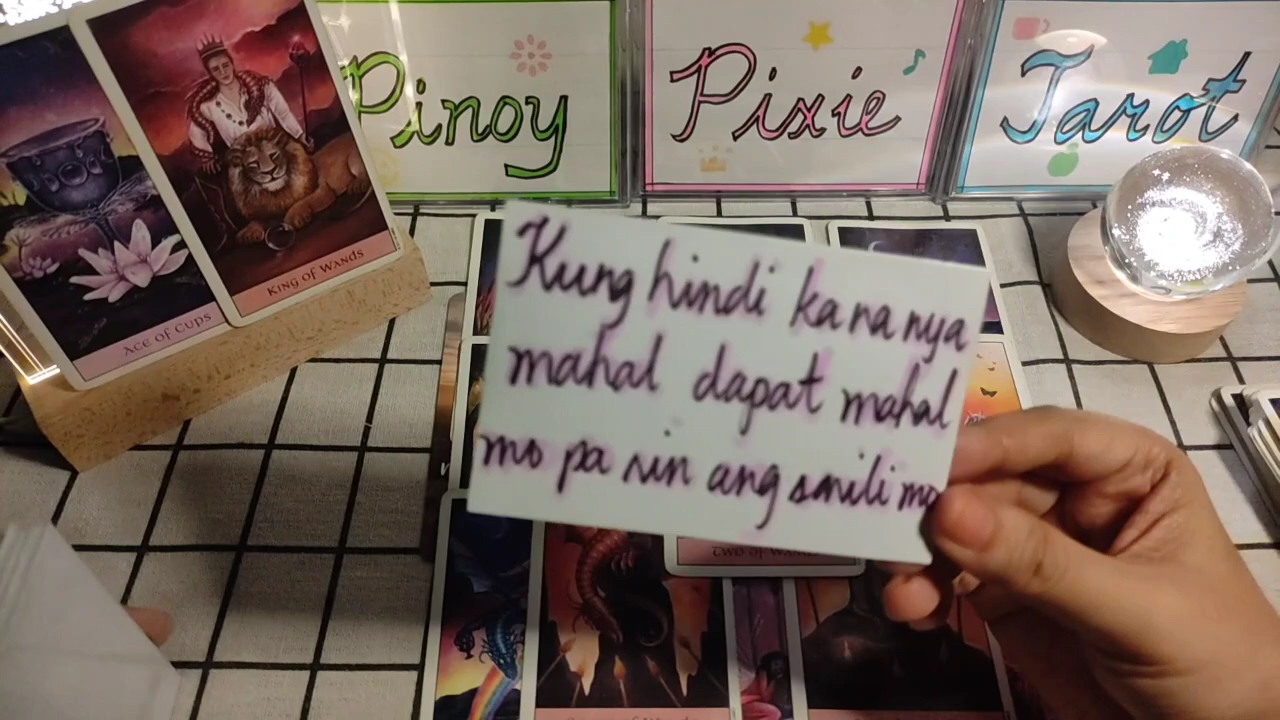 Pinoy
Pixie
Tarot
ACE OF CUPS
KING OF WANDS
Kung hindi ka na nya
mahal dapat mahal
mo pa rin ang smili mo
TWO OF WANDS